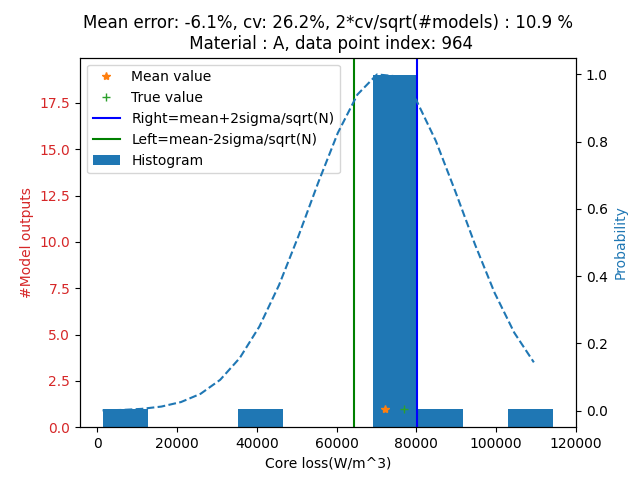 Mean error: -6.1%, cv: 26.2%, 2*cv/sqrt(#models) : 10.9 %
Material : A, data point index: 964
Mean value
True value
Right=mean+2sigma/sqrt(N)
Left=mean-2sigma/sqrt(N)
Histogram
#Model outputs
17.5
15.0
12.5
10.0
7.5
5.0
2.5
0.0
1.0
0.8
0.6
0.4
0.2
0.0
Probability
0 20000 40000 60000 80000 100000 120000
Core loss(W/m^3)